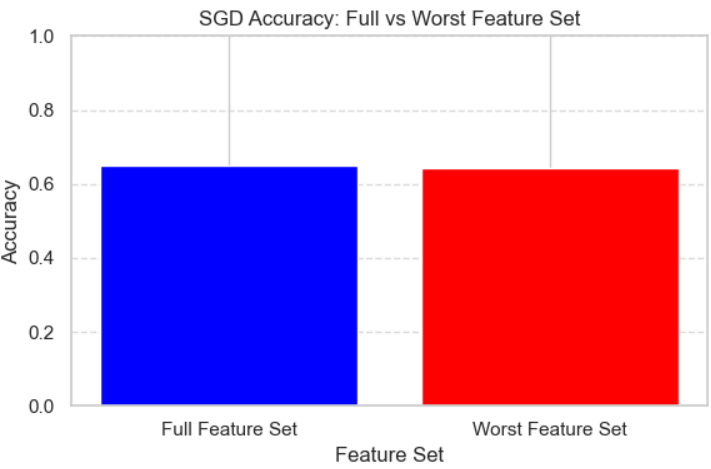 SGD Accuracy: Full vs Worst Feature Set
Accuracy
1.0
0.8
0.6
0.4
0.2
0.0
Full Feature Set
Worst Feature Set
Feature Set